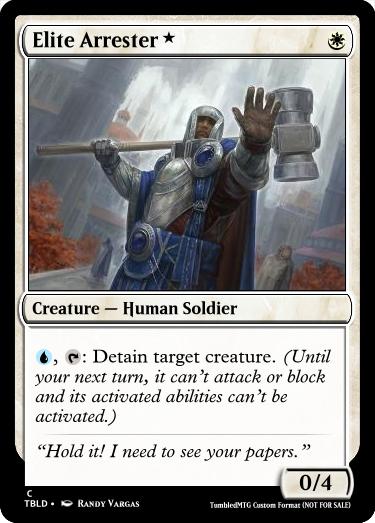 Elite Arrester ★
Creature — Human Soldier
: Detain target creature. (Until
your next turn, it can't attack or block
and its activated abilities can't be
activated.)
"Hold it! I need to see your papers."
0/4
C
TBLD • Randy Vargas
TumbledMTG Custom Format (NOT FOR SALE)